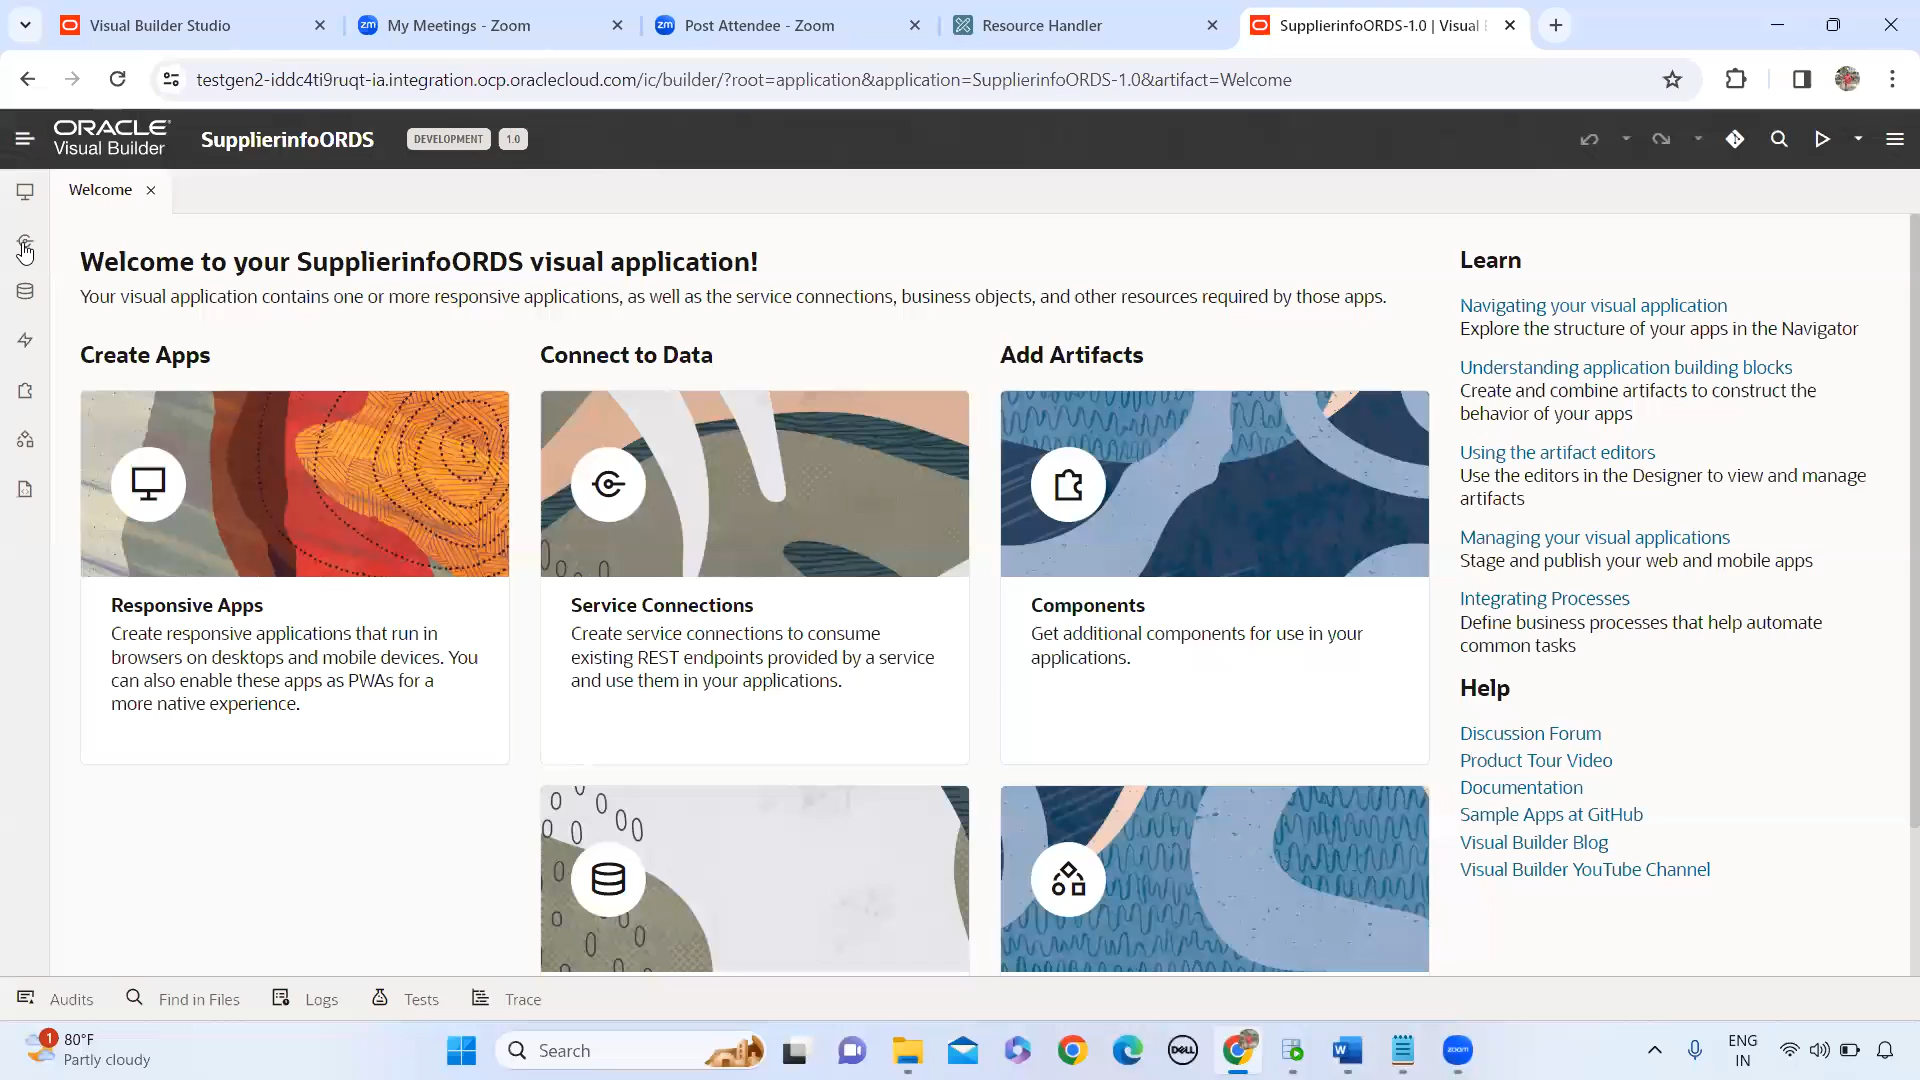 Visual Builder Studio
My Meetings - Zoom
Post Attendee - Zoom
Resource Handler
SupplierinfoORDS-1.0 | Visual
testgen2-iddc4ti9ruqt-ia.integration.ocp.oraclecloud.com/ic/builder/?root=application&application=SupplierinfoORDS-1.0&artifact=Welcome
ORACLE
Visual Builder
SupplierinfoORDS
DEVELOPMENT
1.0
Welcome
Welcome to your SupplierinfoORDS visual application!
Your visual application contains one or more responsive applications, as well as the service connections, business objects, and other resources required by those apps.
Create Apps
Responsive Apps
Create responsive applications that run in
browsers on desktops and mobile devices. You
can also enable these apps as PWAs for a
more native experience.
Connect to Data
Service Connections
Create service connections to consume
existing REST endpoints provided by a service
and use them in your applications.
Add Artifacts
Components
Get additional components for use in your
applications.
Learn
Navigating your visual application
Explore the structure of your apps in the Navigator
Understanding application building blocks
Create and combine artifacts to construct the
behavior of your apps
Using the artifact editors
Use the editors in the Designer to view and manage
artifacts
Managing your visual applications
Stage and publish your web and mobile apps
Integrating Processes
Define business processes that help automate
common tasks
Help
Discussion Forum
Product Tour Video
Documentation
Sample Apps at GitHub
Visual Builder Blog
Visual Builder YouTube Channel
Audits
Find in Files
Logs
Tests
Trace
1
80°F
Partly cloudy
Search
DELL
W
zoom
ENG
IN